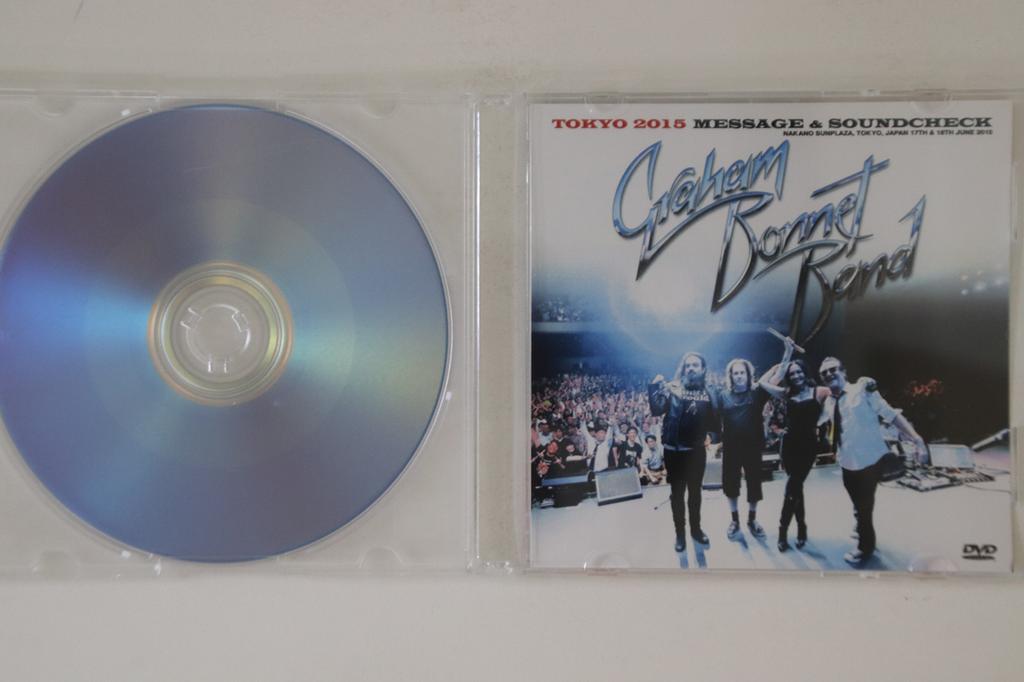 TOKYO 2015 MESSAGE & SOUNDCHECK
NAKANO SUNPLAZA, TOKYO, JAPAN 17TH & 18TH JUNE 2015
Graham
Bonnet
Band
DVD